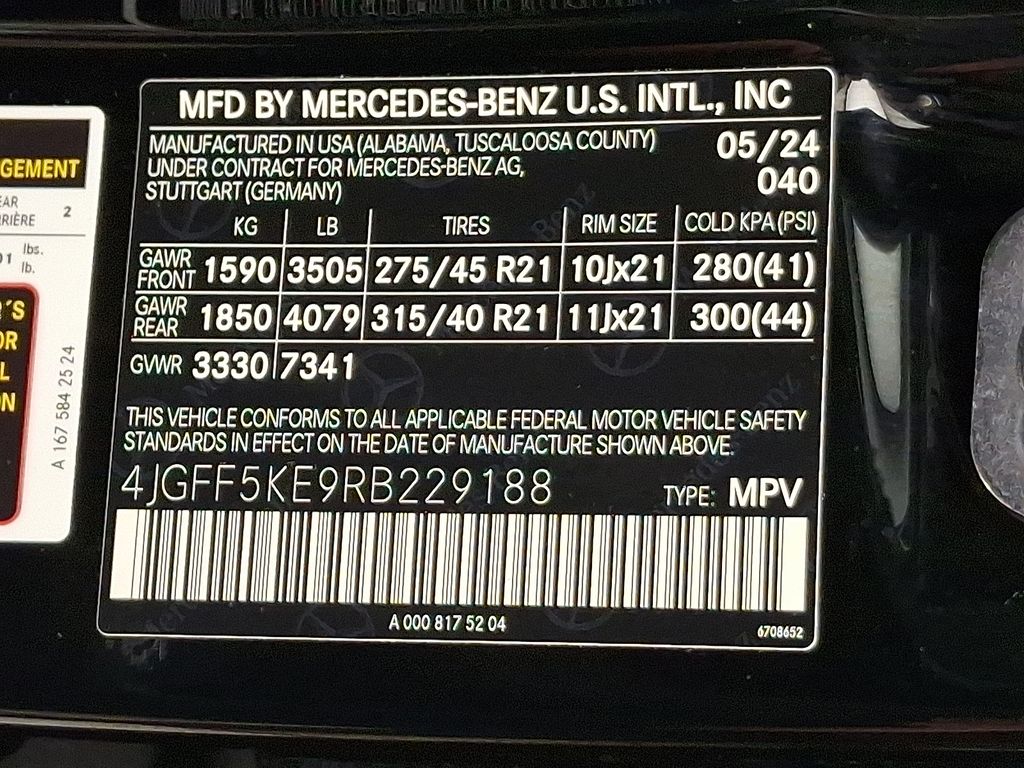 MFD BY MERCEDES-BENZ U.S. INTL., INC
MANUFACTURED IN USA (ALABAMA, TUSCALOOSA COUNTY) 05/24
UNDER CONTRACT FOR MERCEDES-BENZ AG,
STUTTGART (GERMANY) 040
KG LB TIRES RIM SIZE COLD KPA (PSI)
GAWR FRONT 1590 3505 275/45 R21 10Jx21 280(41)
GAWR REAR 1850 4079 315/40 R21 11Jx21 300(44)
GVWR 3330 7341
THIS VEHICLE CONFORMS TO ALL APPLICABLE FEDERAL MOTOR VEHICLE SAFETY
STANDARDS IN EFFECT ON THE DATE OF MANUFACTURE SHOWN ABOVE.
4JGFF5KE9RB229188 TYPE: MPV
A 000 817 52 04 6708652
GEMENT
2
lbs.
lb.
A 167 584 25 24